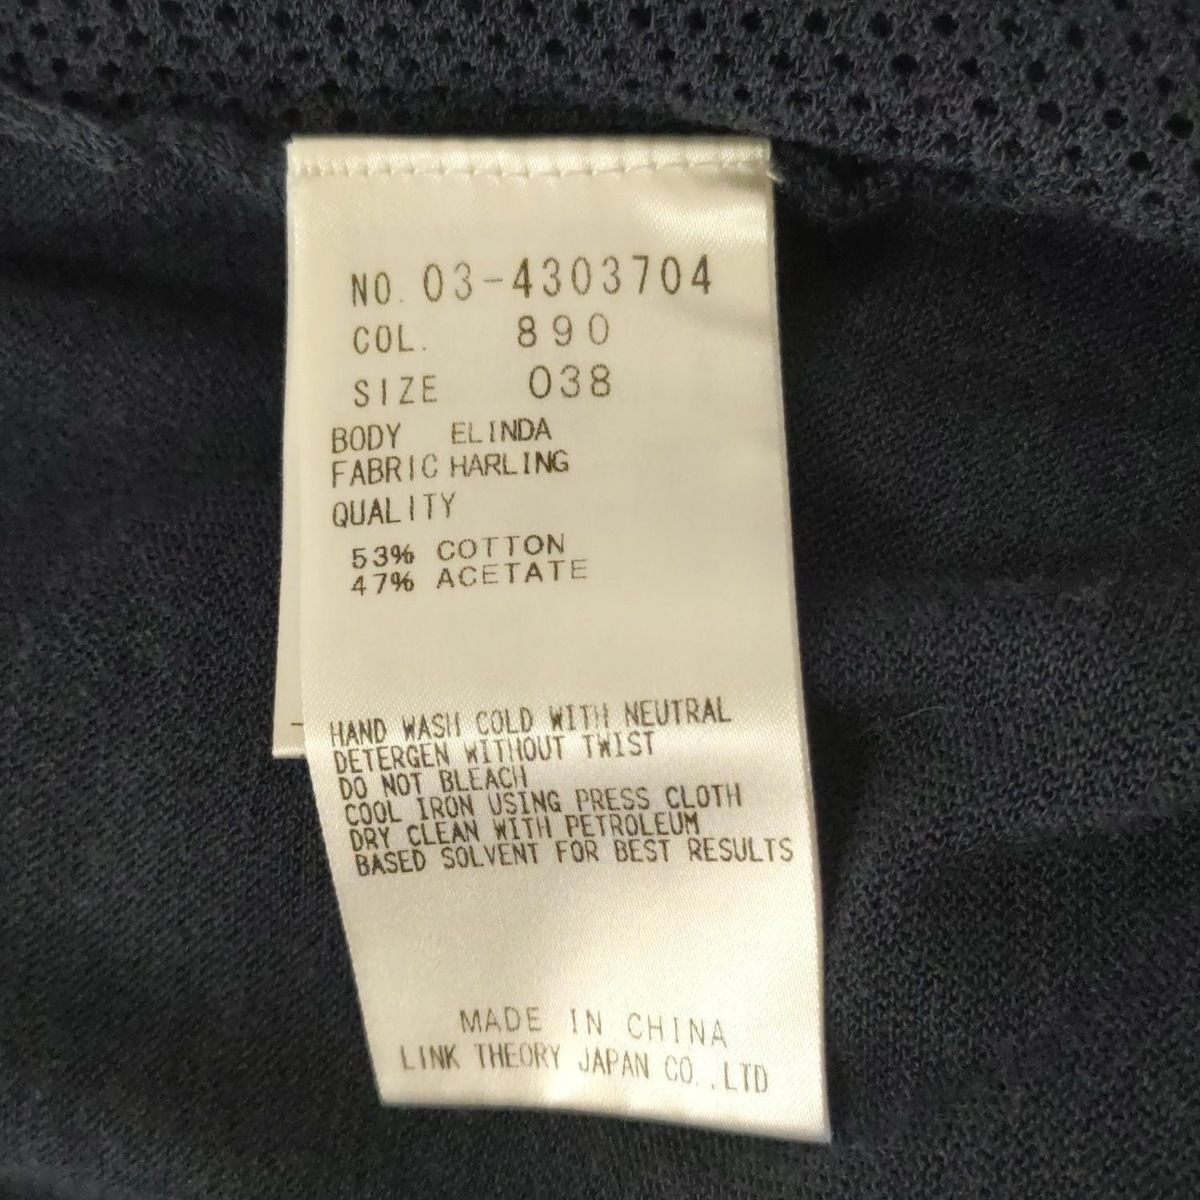 NO. 03-4303704
COL. 890
SIZE 038
BODY ELINDA
FABRIC HARLING
QUALITY
53% COTTON
47% ACETATE
HAND WASH COLD WITH NEUTRAL
DETERGEN WITHOUT TWIST
DO NOT BLEACH
COOL IRON USING PRESS CLOTH
DRY CLEAN WITH PETROLEUM
BASED SOLVENT FOR BEST RESULTS
MADE IN CHINA
LINK THEORY JAPAN CO.,LTD